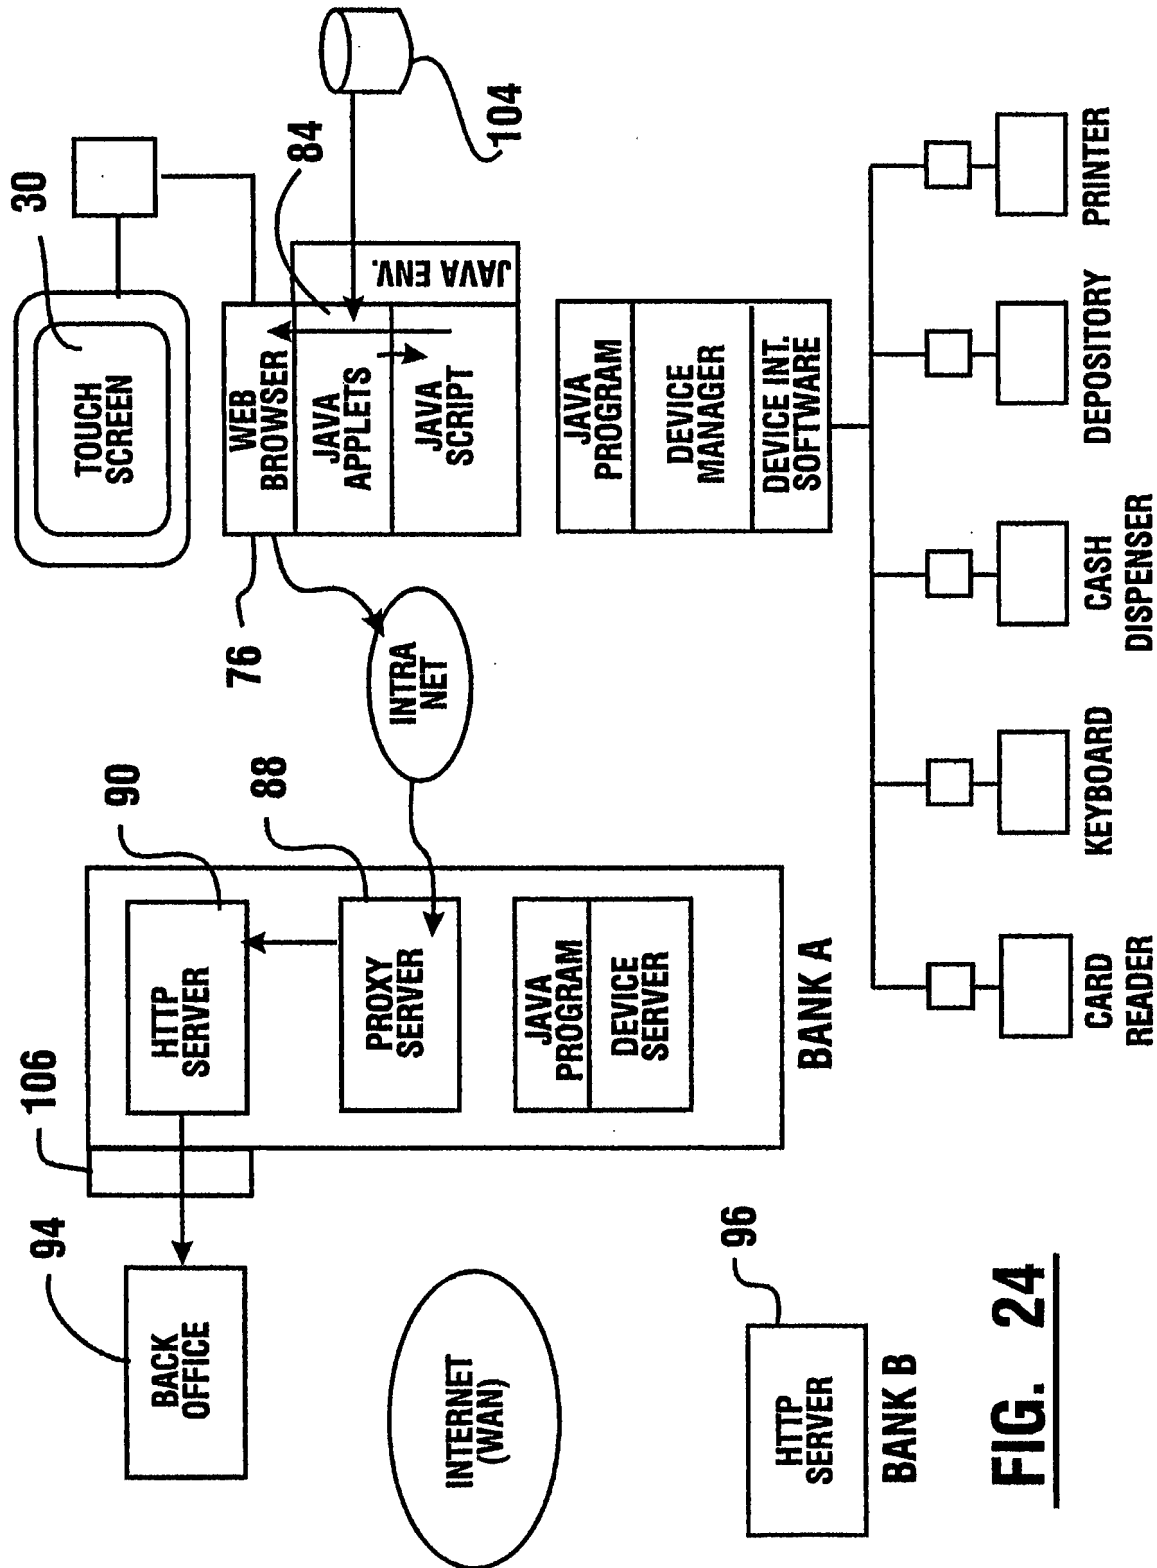 94
BACK
OFFICE
106
HTTP
SERVER
90
TOUCH
SCREEN
30
INTERNET
(WAN)
PROXY
SERVER
88
INTRA
NET
76
WEB
BROWSER
JAVA
APPLETS
JAVA
SCRIPT
JAVA ENV.
84
104
JAVA
PROGRAM
DEVICE
SERVER
BANK A
JAVA
PROGRAM
DEVICE
MANAGER
DEVICE INT.
SOFTWARE
HTTP
SERVER
96
BANK B
CARD
READER
KEYBOARD
CASH
DISPENSER
DEPOSITORY
PRINTER
FIG. 24